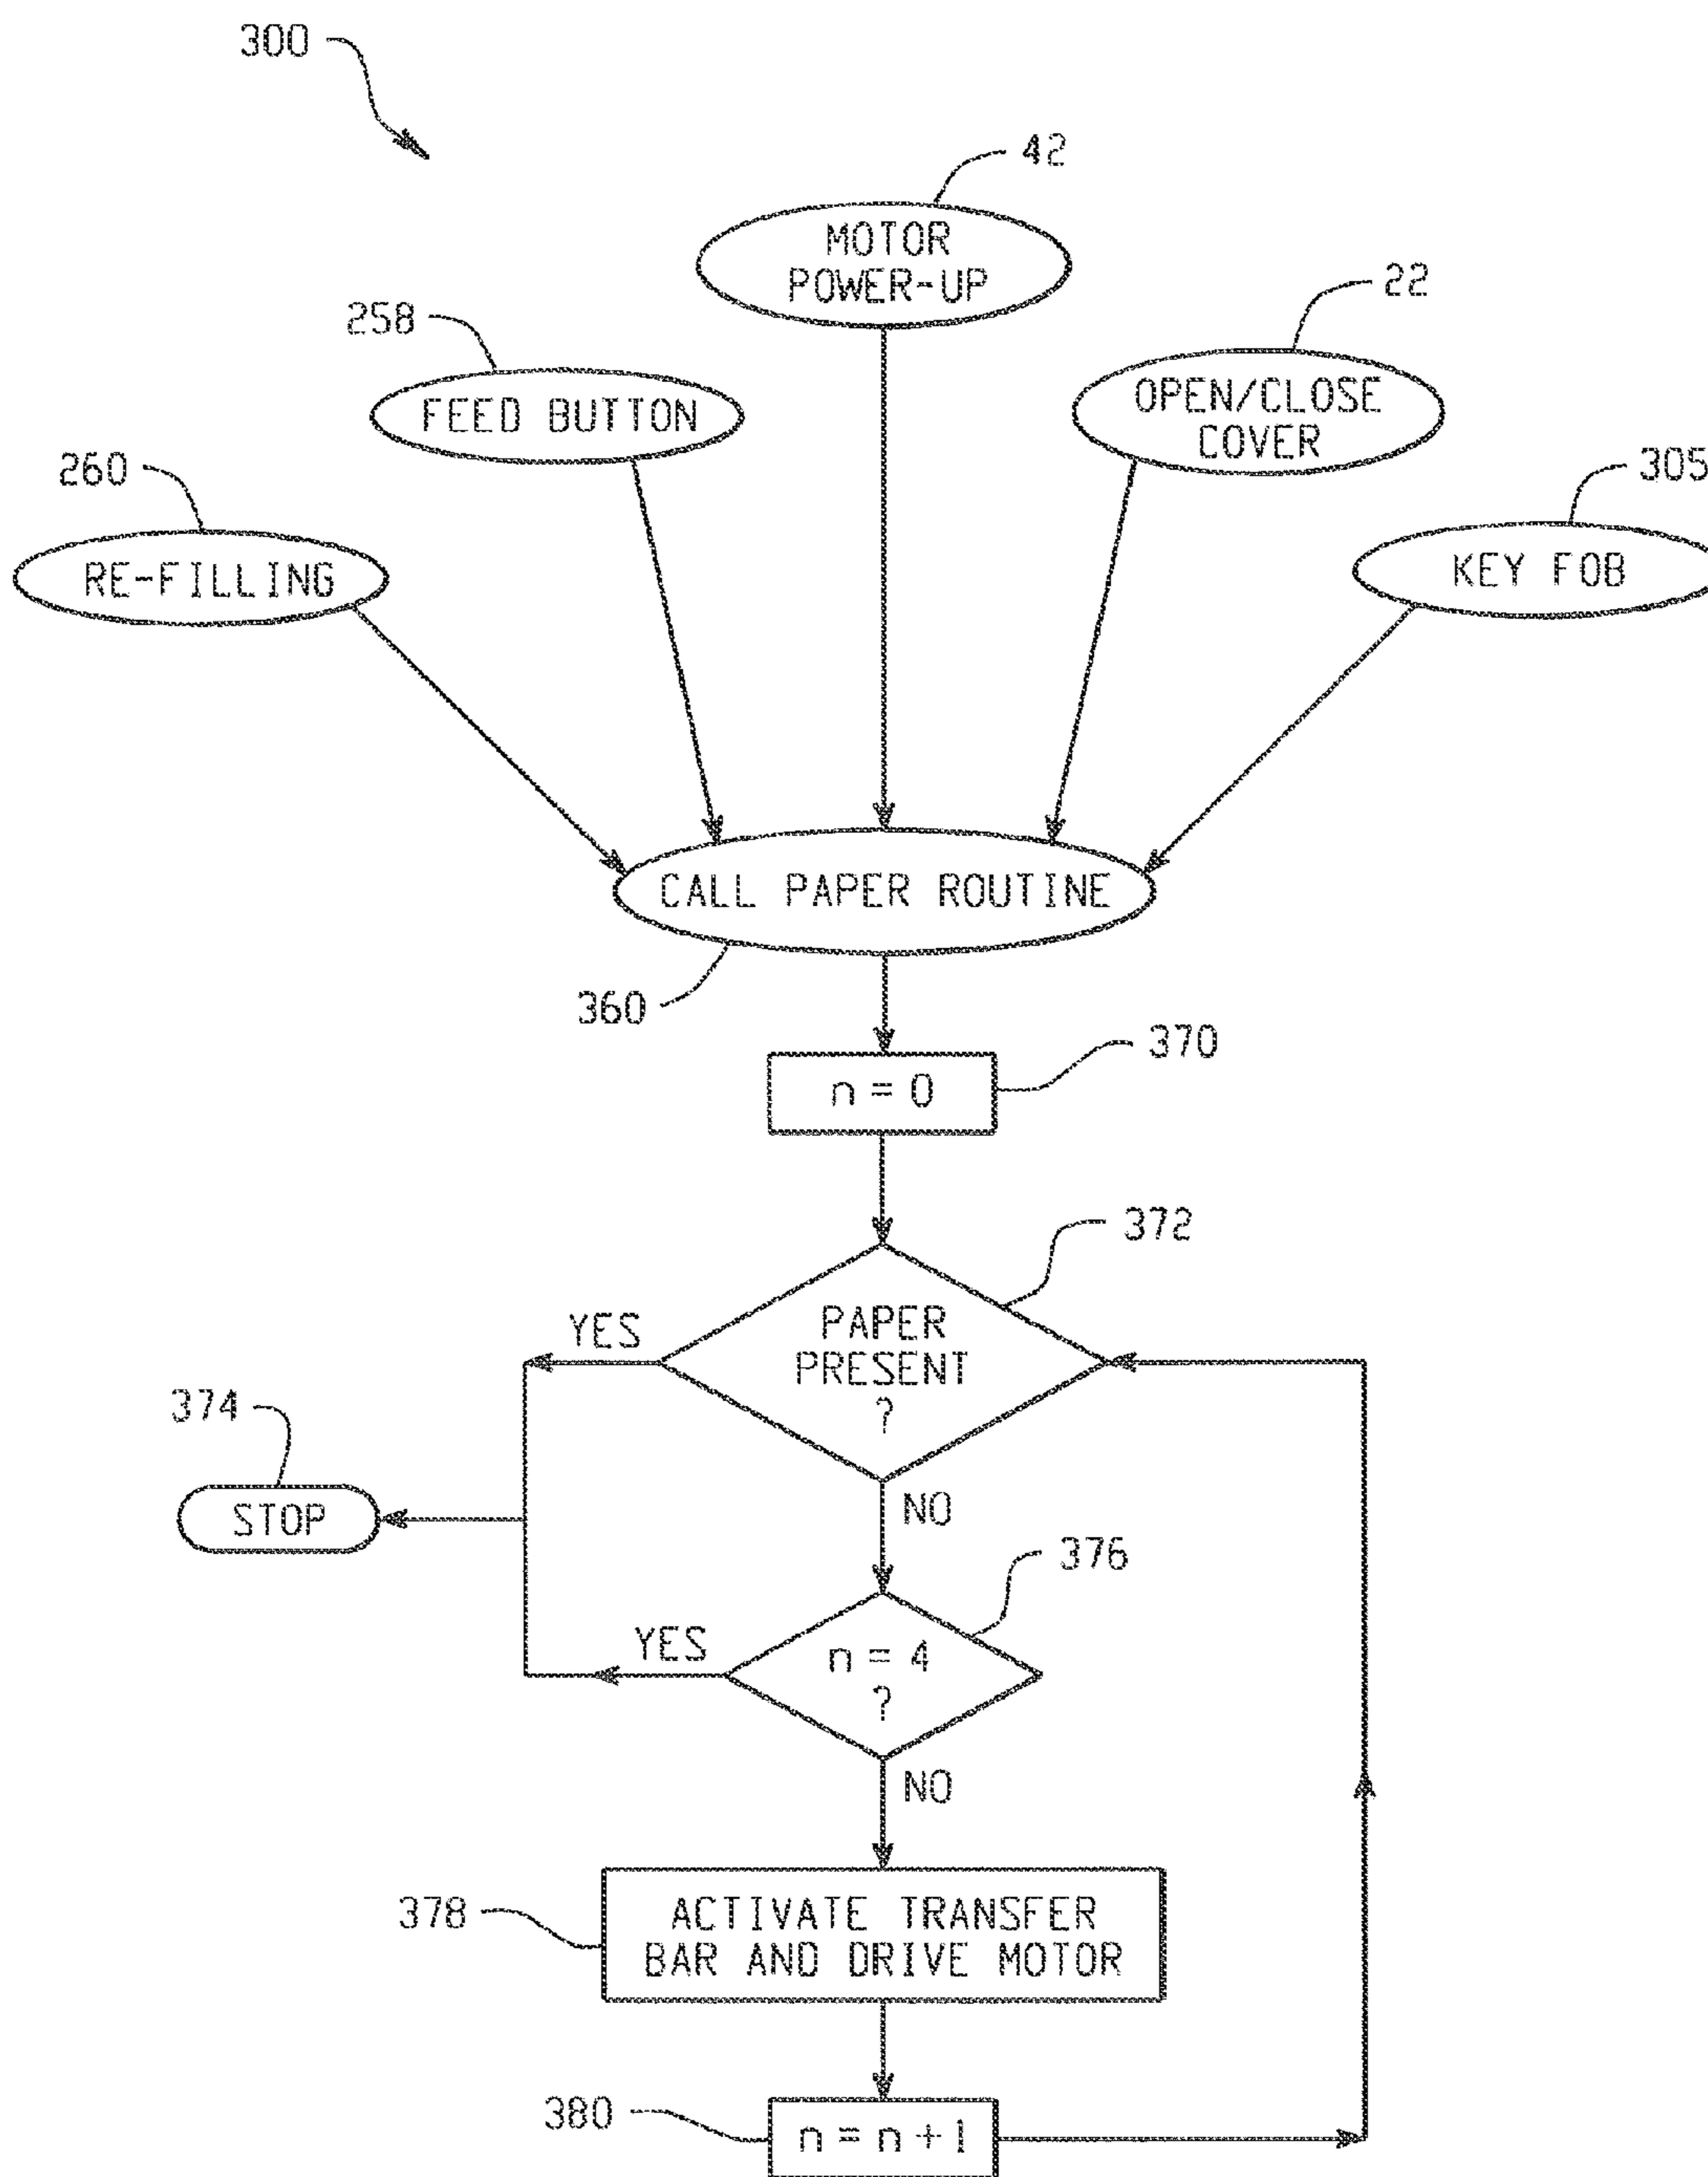 300
42
MOTOR
POWER-UP
22
258
OPEN/CLOSE
COVER
FEED BUTTON
305
260
KEY FOB
RE-FILLING
CALL PAPER ROUTINE
360
370
n = 0
372
YES
PAPER
PRESENT
?
374
STOP
NO
376
YES
n = 4
?
NO
378
ACTIVATE TRANSFER
BAR AND DRIVE MOTOR
380
n = n + 1